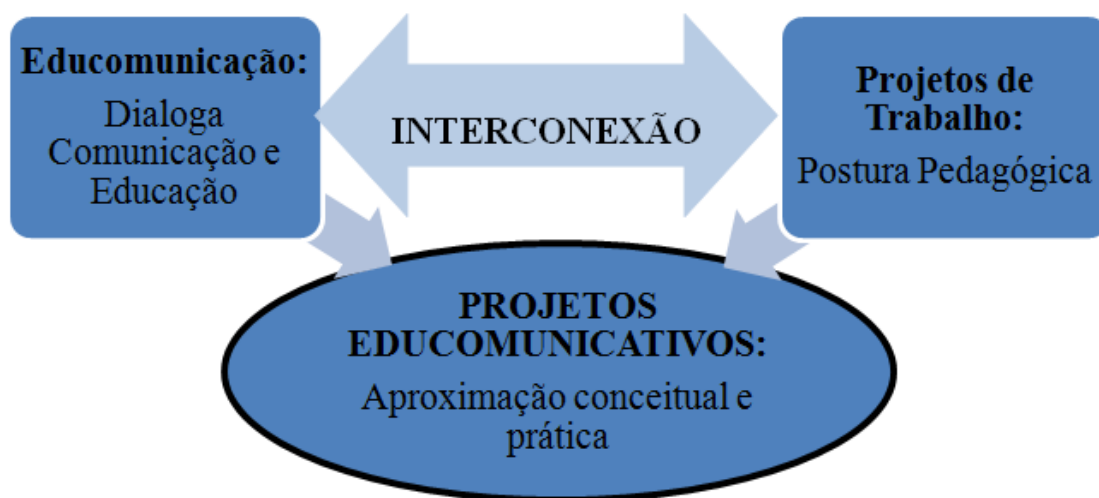 Educomunicação:
Dialoga
Comunicação e
Educação
INTERCONEXÃO
Projetos de
Trabalho:
Postura Pedagógica
PROJETOS
EDUCOMUNICATIVOS:
Aproximação conceitual e
prática